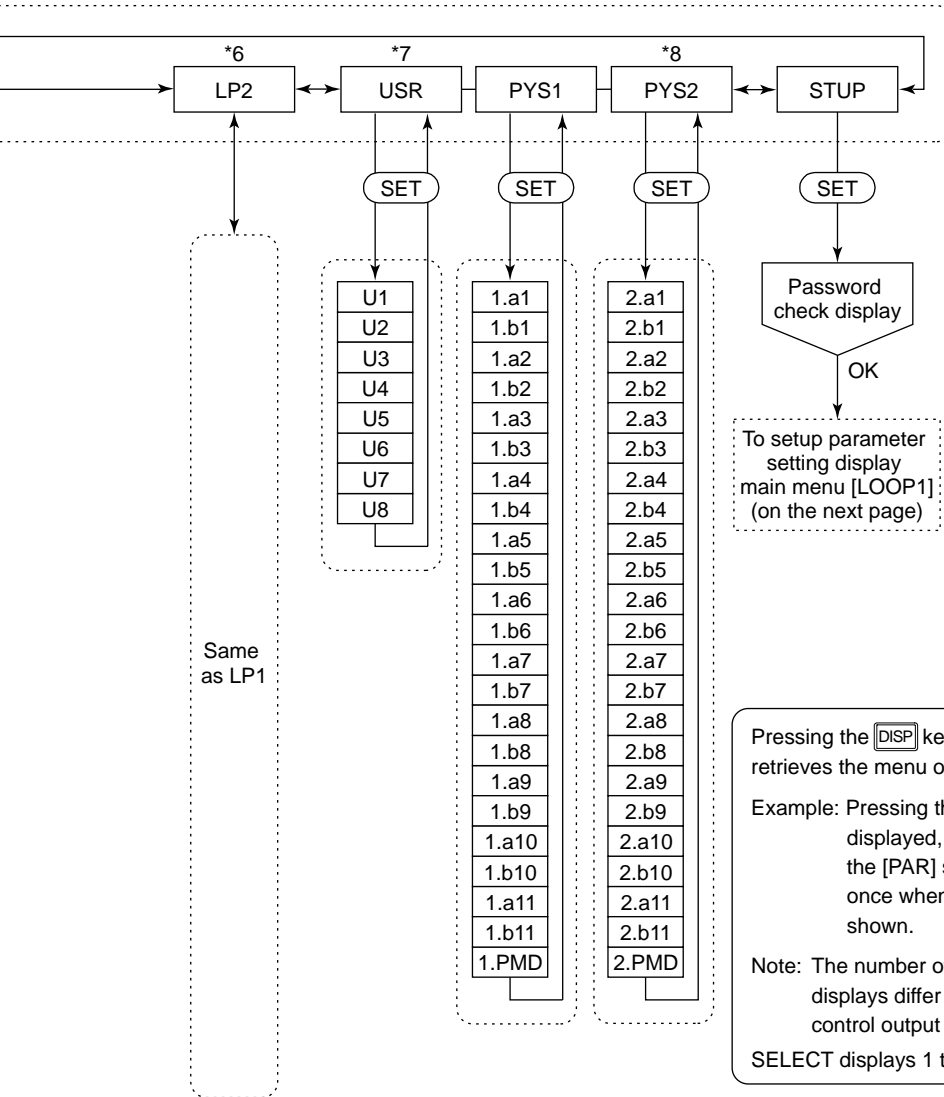 *6
*7
*8
LP2
USR
PYS1
PYS2
STUP
SET
SET
SET
SET
U1
U2
U3
U4
U5
U6
U7
U8
1.a1
1.b1
1.a2
1.b2
1.a3
1.b3
1.a4
1.b4
1.a5
1.b5
1.a6
1.b6
1.a7
1.b7
1.a8
1.b8
1.a9
1.b9
1.a10
1.b10
1.a11
1.b11
1.PMD
2.a1
2.b1
2.a2
2.b2
2.a3
2.b3
2.a4
2.b4
2.a5
2.b5
2.a6
2.b6
2.a7
2.b7
2.a8
2.b8
2.a9
2.b9
2.a10
2.b10
2.a11
2.b11
2.PMD
Password
check display
OK
To setup parameter
setting display
main menu [LOOP1]
(on the next page)
Same
as LP1
Pressing the DISP ke
retrieves the menu o
Example: Pressing th
displayed,
the [PAR] s
once when
shown.
Note: The number of
displays differ
control output
SELECT displays 1 t